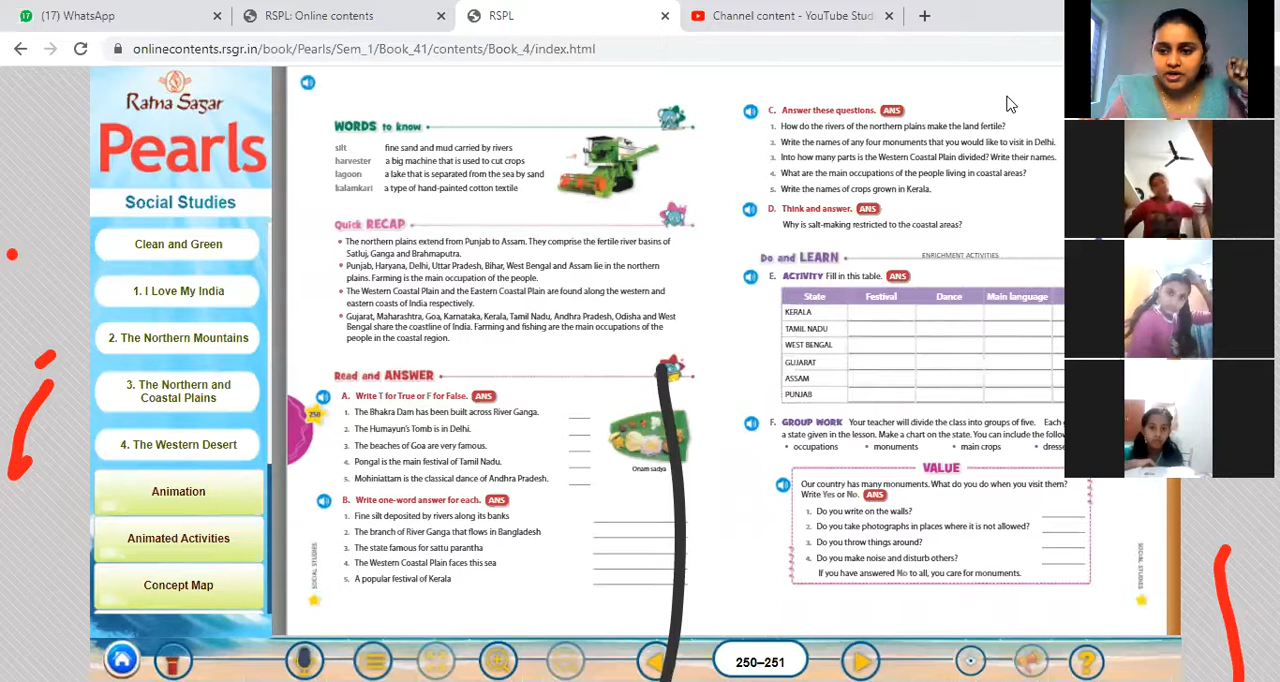 (17) WhatsApp
RSPL: Online contents
RSPL
Channel content - YouTube Stud
onlinecontents.rsgr.in/book/Pearls/Sem_1/Book_41/contents/Book_4/index.html
Ratna Sagar
Pearls
Social Studies
Clean and Green
1. I Love My India
2. The Northern Mountains
3. The Northern and
Coastal Plains
4. The Western Desert
Animation
Animated Activities
Concept Map
WORDS to know
silt fine sand and mud carried by rivers
harvester a big machine that is used to cut crops
lagoon a lake that is separated from the sea by sand
kalamkari a type of hand-painted cotton textile
Quick RECAP
• The northern plains extend from Punjab to Assam. They comprise the fertile river basins of
Satluj, Ganga and Brahmaputra.
• Punjab, Haryana, Delhi, Uttar Pradesh, Bihar, West Bengal and Assam lie in the northern
plains. Farming is the main occupation of the people.
• The Western Coastal Plain and the Eastern Coastal Plain are found along the western and
eastern coasts of India respectively.
• Gujarat, Maharashtra, Goa, Karnataka, Kerala, Tamil Nadu, Andhra Pradesh, Odisha and West
Bengal share the coastline of India. Farming and fishing are the main occupations of the
people in the coastal region.
Read and ANSWER
A. Write T for True or F for False. ANS
1. The Bhakra Dam has been built across River Ganga.
2. The Humayun's Tomb is in Delhi.
3. The beaches of Goa are very famous.
4. Pongal is the main festival of Tamil Nadu.
5. Mohiniattam is the classical dance of Andhra Pradesh.
Onam sadya
250
B. Write one-word answer for each. ANS
1. Fine silt deposited by rivers along its banks
2. The branch of River Ganga that flows in Bangladesh
3. The state famous for sattu parantha
4. The Western Coastal Plain faces this sea
5. A popular festival of Kerala
SOCIAL STUDIES
C. Answer these questions. ANS
1. How do the rivers of the northern plains make the land fertile?
2. Write the names of any four monuments that you would like to visit in Delhi.
3. Into how many parts is the Western Coastal Plain divided? Write their names.
4. What are the main occupations of the people living in coastal areas?
5. Write the names of crops grown in Kerala.
D. Think and answer. ANS
Why is salt-making restricted to the coastal areas?
Do and LEARN ENRICHMENT ACTIVITIES
E. ACTIVITY Fill in this table. ANS
State Festival Dance Main language
KERALA
TAMIL NADU
WEST BENGAL
GUJARAT
ASSAM
PUNJAB
F. GROUP WORK Your teacher will divide the class into groups of five. Each
a state given in the lesson. Make a chart on the state. You can include the follow
• occupations • monuments • main crops • dresse
VALUE
Our country has many monuments. What do you do when you visit them?
Write Yes or No. ANS
1. Do you write on the walls?
2. Do you take photographs in places where it is not allowed?
3. Do you throw things around?
4. Do you make noise and disturb others?
If you have answered No to all, you care for monuments.
SOCIAL STUDIES
250-251